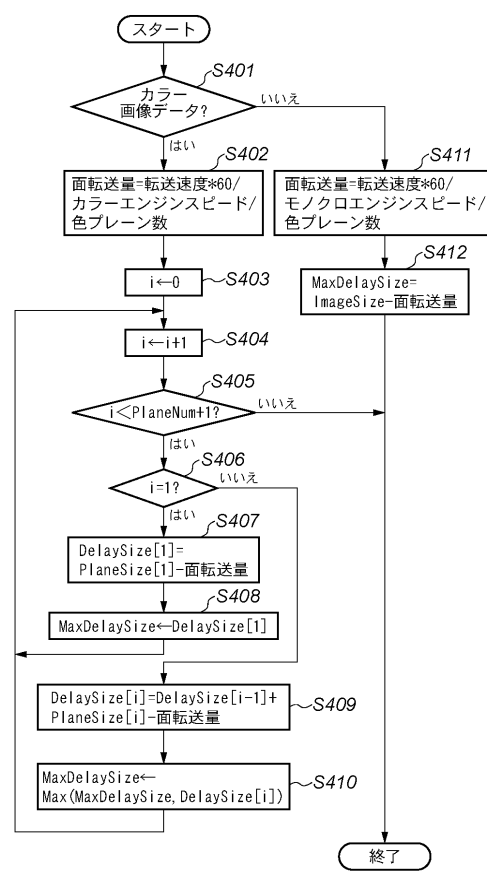 スタート
S401
カラー
画像データ?
いいえ
はい
S402
面転送量=転送速度*60/
カラーエンジンスピード/
色プレーン数
S411
面転送量=転送速度*60/
モノクロエンジンスピード/
色プレーン数
S412
MaxDelaySize=
ImageSize-面転送量
i←0
S403
i←i+1
S404
S405
i<PlaneNum+1?
いいえ
はい
S406
i=1?
いいえ
はい
S407
DelaySize[1]=
PlaneSize[1]-面転送量
S408
MaxDelaySize←DelaySize[1]
DelaySize[i]=DelaySize[i-1]+
PlaneSize[i]-面転送量
S409
MaxDelaySize←
Max(MaxDelaySize,DelaySize[i])
S410
終了